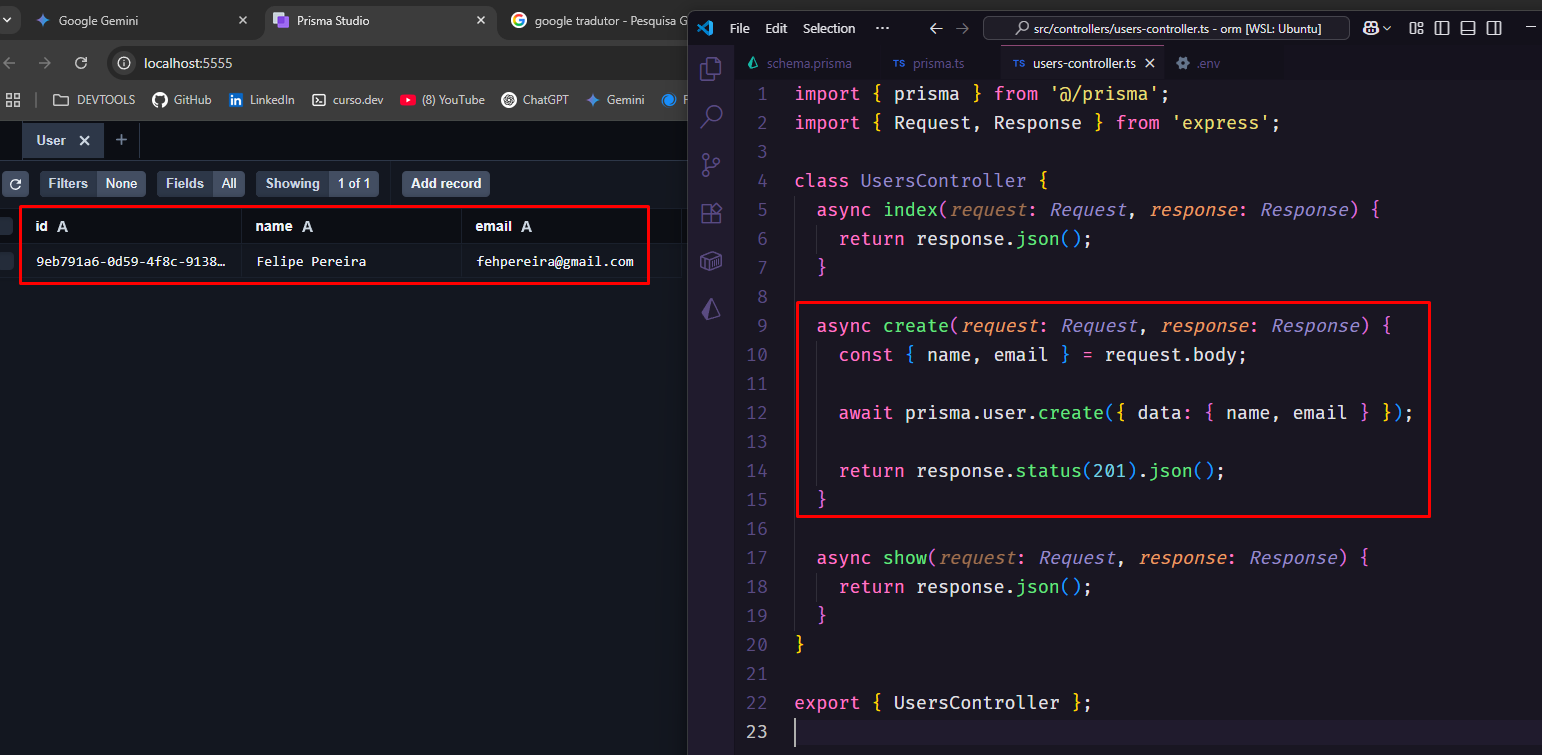 Google Gemini
Prisma Studio
google tradutor - Pesquisa G
localhost:5555
DEVTOOLS
GitHub
LinkedIn
curso.dev
(8) YouTube
ChatGPT
Gemini
F
User
Filters None
Fields All
Showing 1 of 1
Add record
id A name A email A
9eb791a6-0d59-4f8c-9138… Felipe Pereira fehpereira@gmail.com
File Edit Selection ···
src/controllers/users-controller.ts - orm [WSL: Ubuntu]
schema.prisma
TS prisma.ts
TS users-controller.ts
.env
1 import { prisma } from '@/prisma';
2 import { Request, Response } from 'express';
3
4 class UsersController {
5 async index(request: Request, response: Response) {
6 return response.json();
7 }
8
9 async create(request: Request, response: Response) {
10 const { name, email } = request.body;
11
12 await prisma.user.create({ data: { name, email } });
13
14 return response.status(201).json();
15 }
16
17 async show(request: Request, response: Response) {
18 return response.json();
19 }
20 }
21
22 export { UsersController };
23